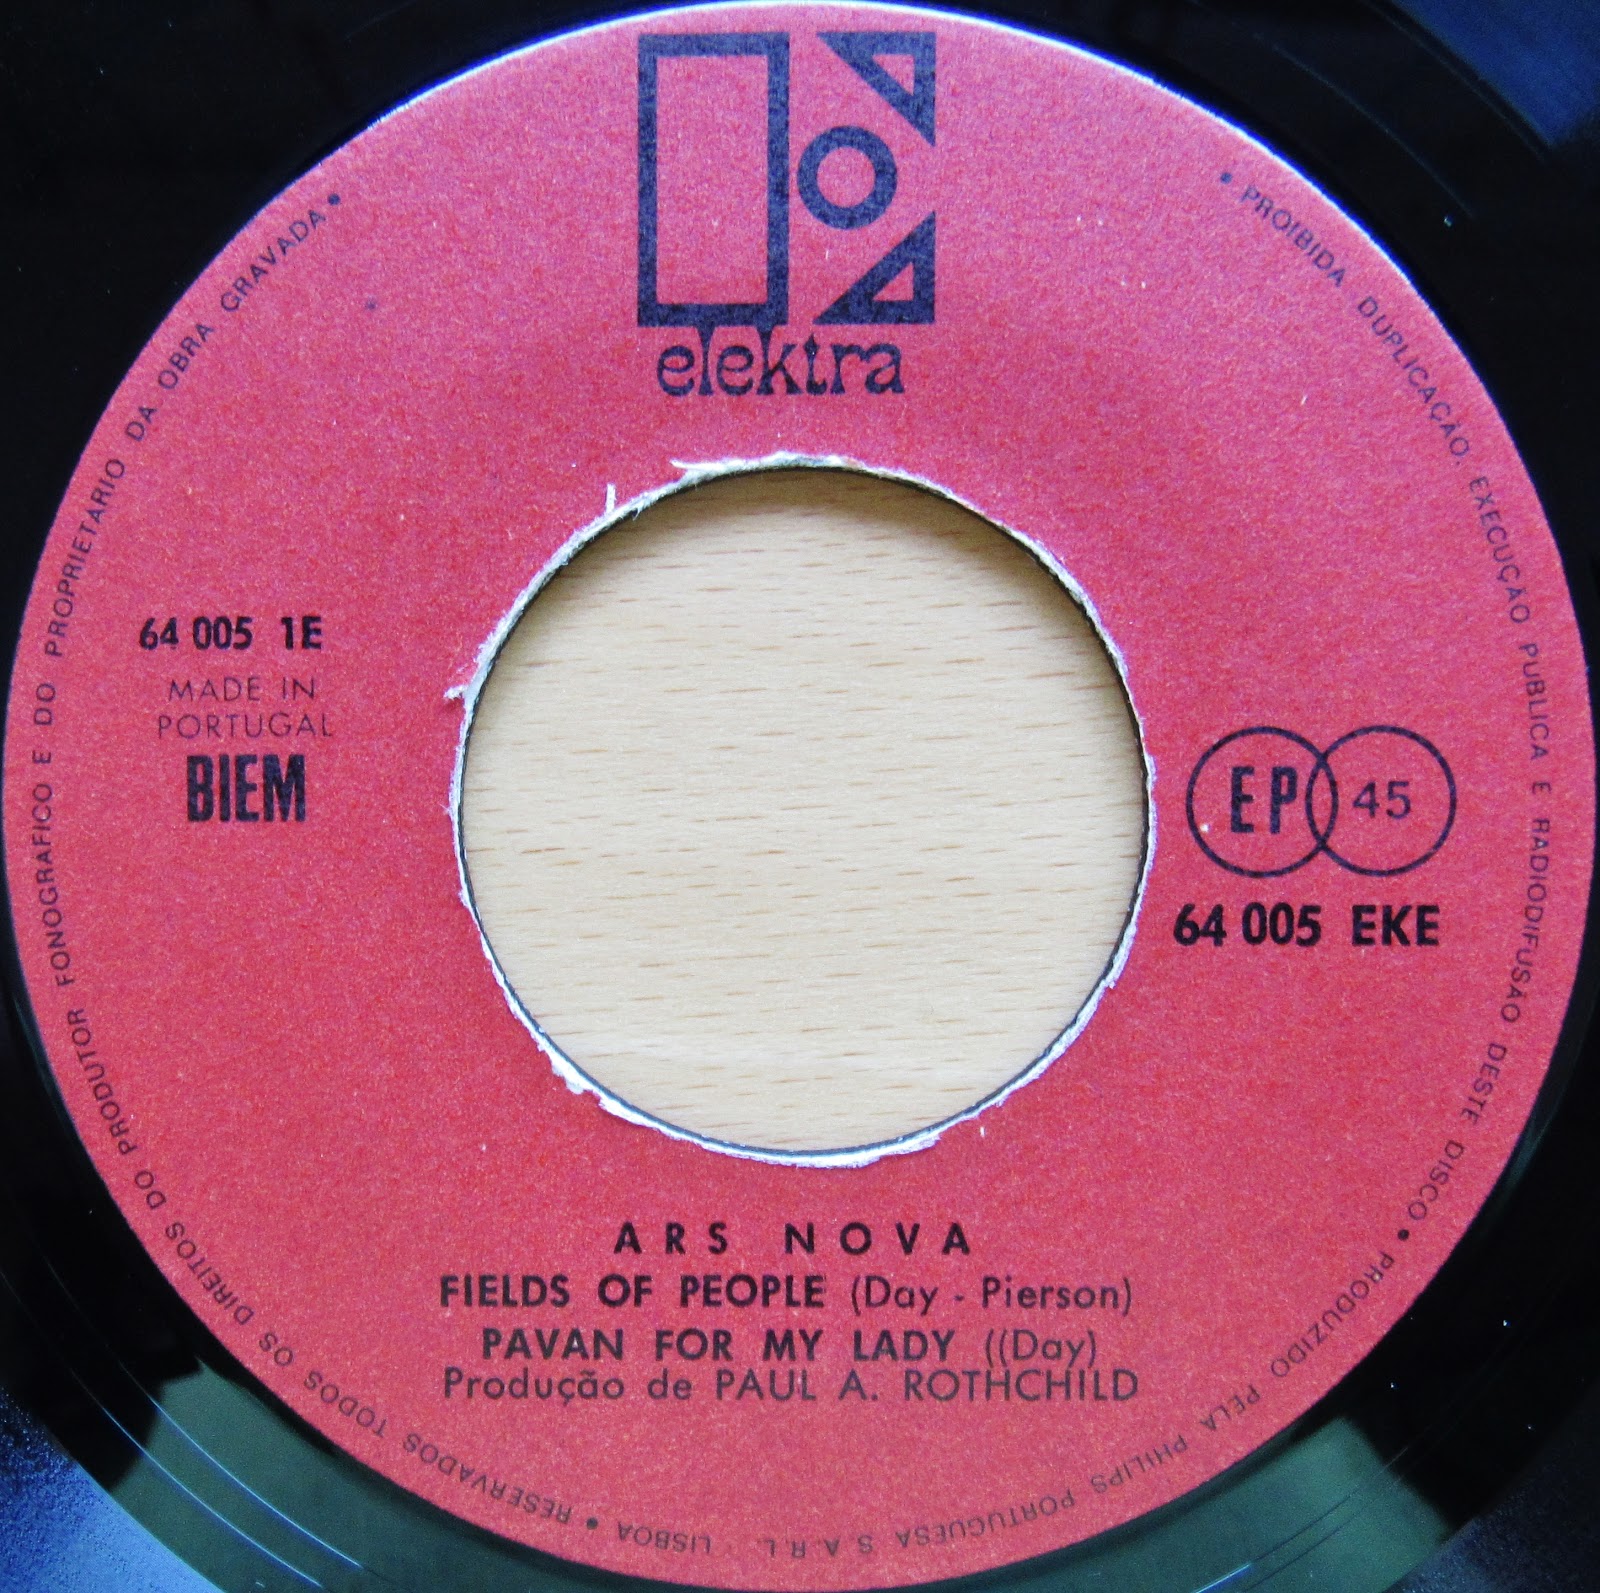 elektra
64 005 1E
MADE IN
PORTUGAL
BIEM
EP 45
64 005 EKE
ARS NOVA
FIELDS OF PEOPLE (Day - Pierson)
PAVAN FOR MY LADY ((Day)
Produção de PAUL A. ROTHCHILD
• PROIBIDA DUPLICAÇÃO, EXECUÇÃO PUBLICA E RADIODIFUSÃO DESTE DISCO • PRODUZIDO PELA PHILIPS PORTUGUESA S.A.R.L. - LISBOA • RESERVADOS TODOS OS DIREITOS DO PRODUTOR FONOGRAFICO E DO PROPRIETARIO DA OBRA GRAVADA •